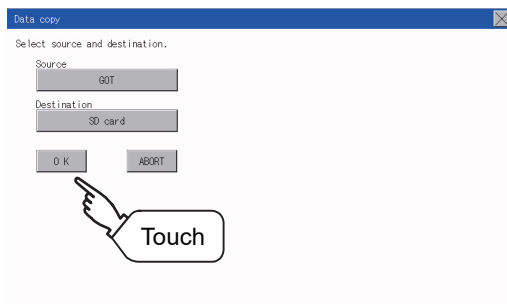 Data copy
Select source and destination.
Source
GOT
Destination
SD card
O K
ABORT
Touch